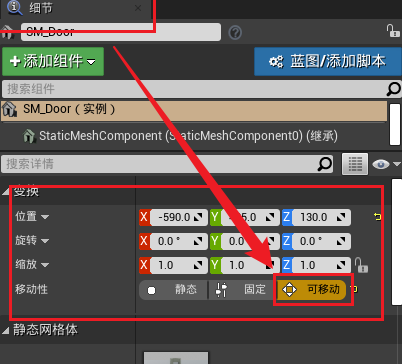 细节
SM_Door
+添加组件
蓝图/添加脚本
搜索组件
SM_Door（实例）
StaticMeshComponent (StaticMeshComponent0) (继承)
搜索详情
变换
位置 X -590.0 Y 5.0 Z 130.0
旋转 X 0.0 ° Y 0.0 Z 0.0 °
缩放 X 1.0 Y 1.0 Z 1.0
移动性 静态 固定 可移动
静态网格体